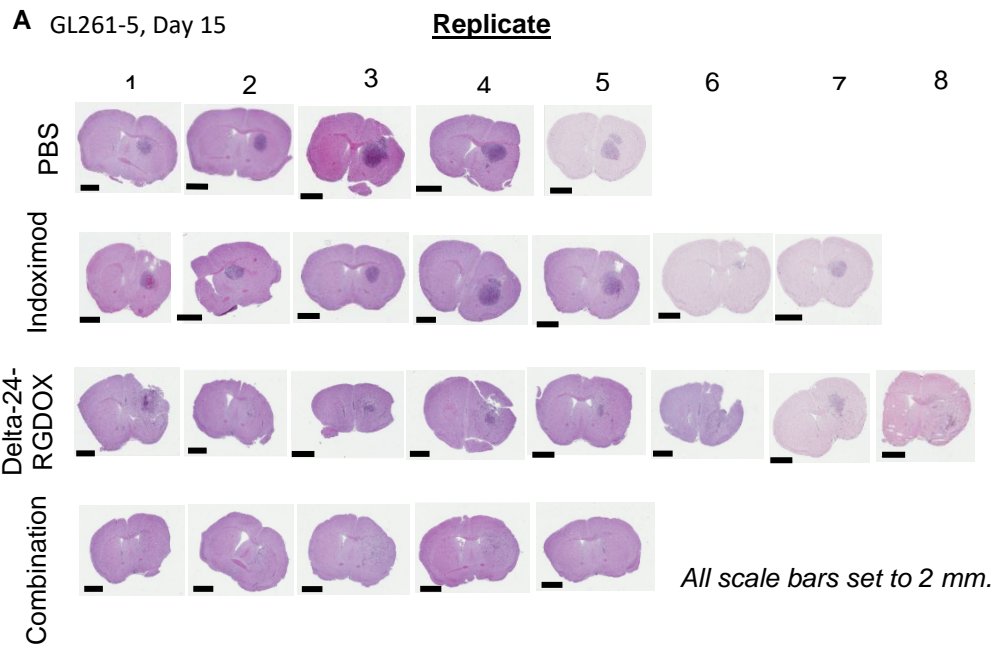 A GL261-5, Day 15
Replicate
1 2 3 4 5 6 7 8
PBS
Indoximod
Delta-24-
RGDOX
Combination
All scale bars set to 2 mm.